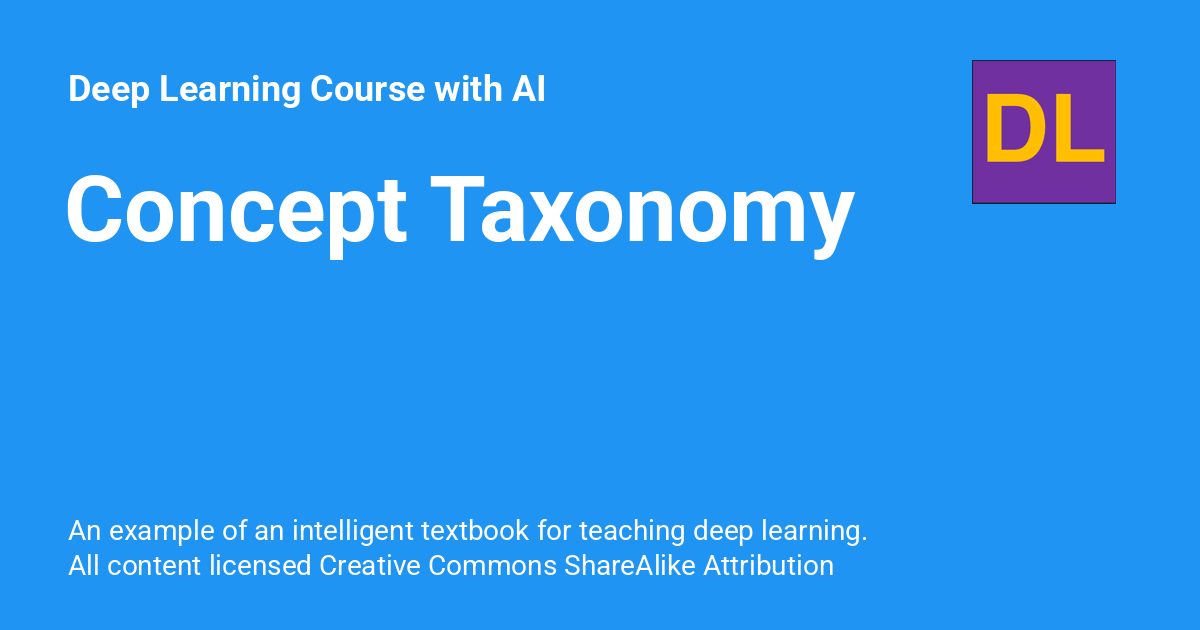 Deep Learning Course with AI
DL
Concept Taxonomy
An example of an intelligent textbook for teaching deep learning.
All content licensed Creative Commons ShareAlike Attribution